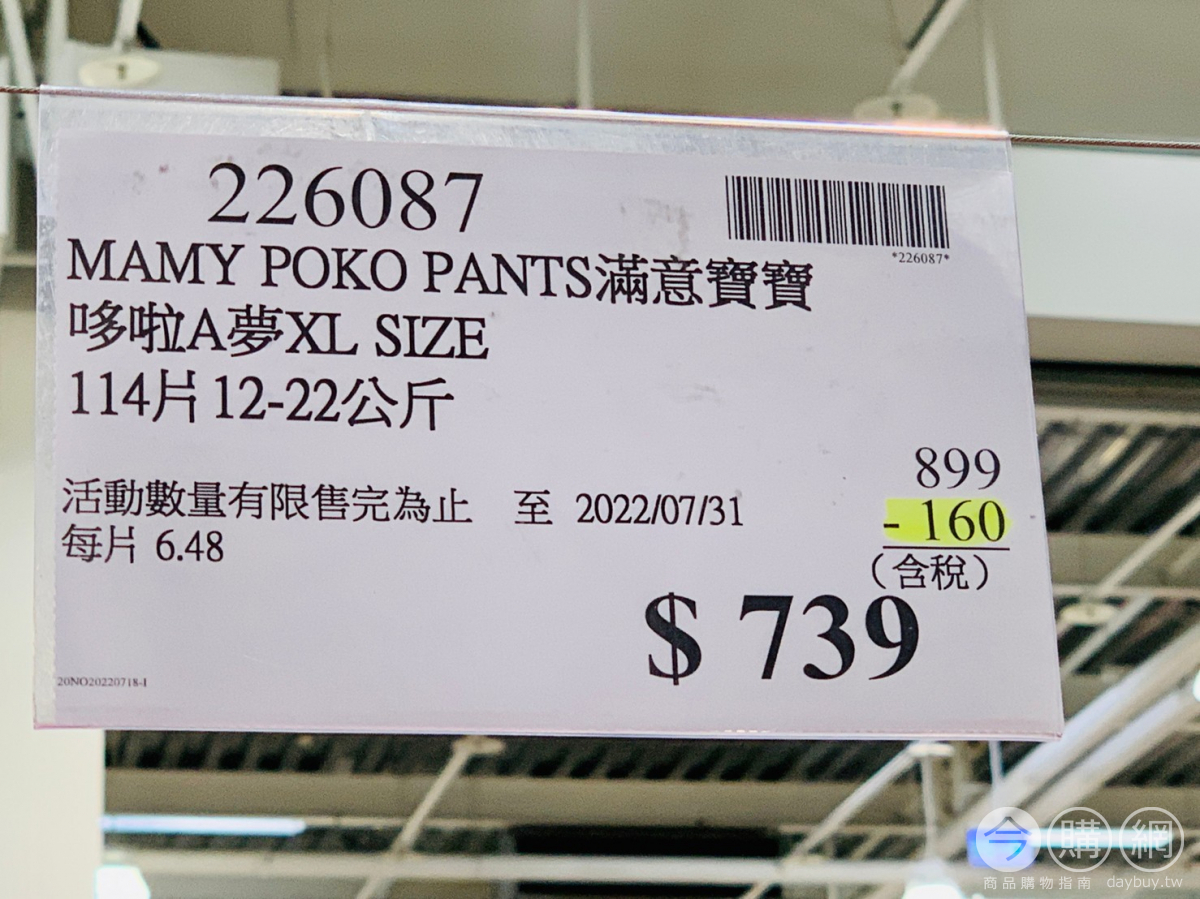 226087
*226087*
MAMY POKO PANTS滿意寶寶
哆啦A夢XL SIZE
114片 12-22公斤
899
活動數量有限售完為止 至 2022/07/31
- 160
每片 6.48
（含稅）
$ 739
20NO20220718-I
今購網
商品購物指南 daybuy.tw